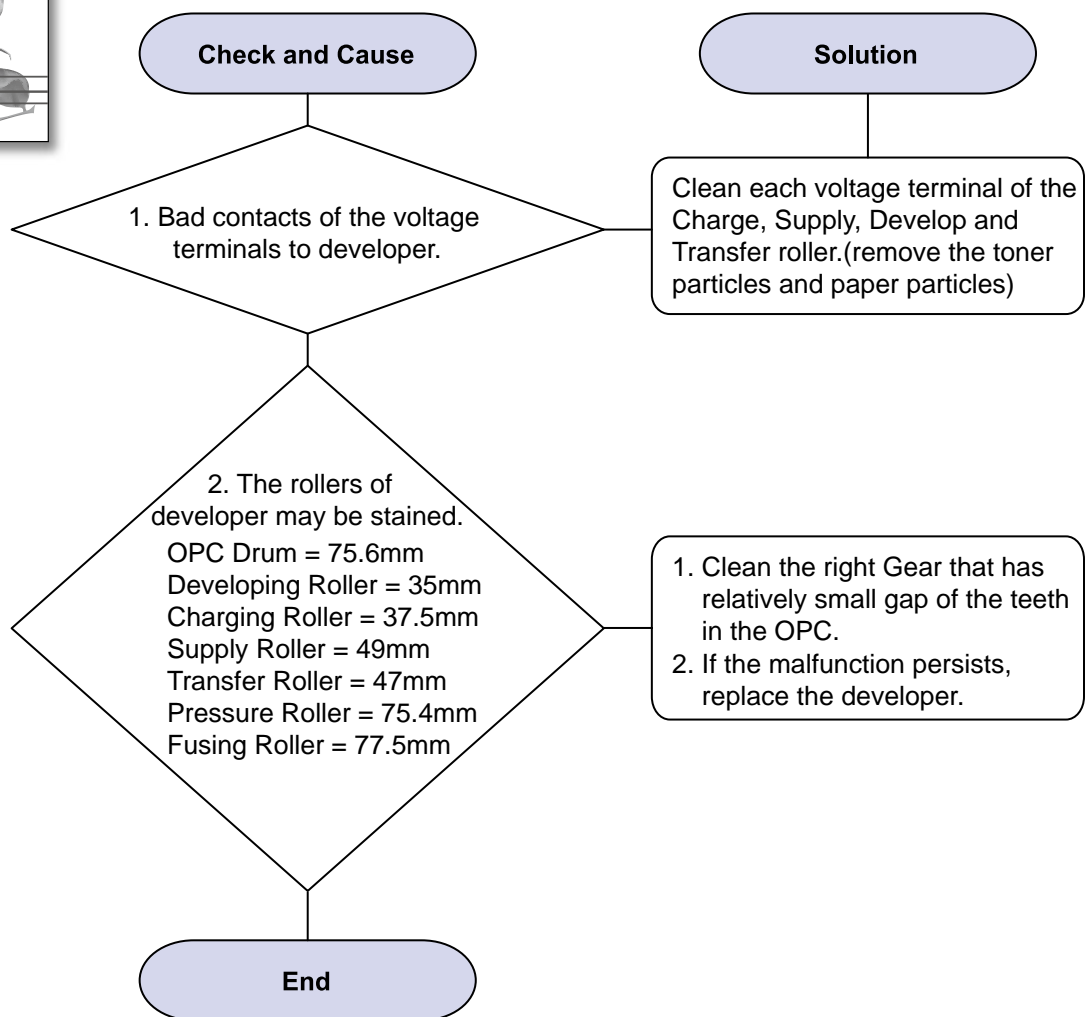 Check and Cause
Solution
1. Bad contacts of the voltage
terminals to developer.
Clean each voltage terminal of the
Charge, Supply, Develop and
Transfer roller.(remove the toner
particles and paper particles)
2. The rollers of
developer may be stained.
OPC Drum = 75.6mm
Developing Roller = 35mm
Charging Roller = 37.5mm
Supply Roller = 49mm
Transfer Roller = 47mm
Pressure Roller = 75.4mm
Fusing Roller = 77.5mm
1. Clean the right Gear that has
relatively small gap of the teeth
in the OPC.
2. If the malfunction persists,
replace the developer.
End